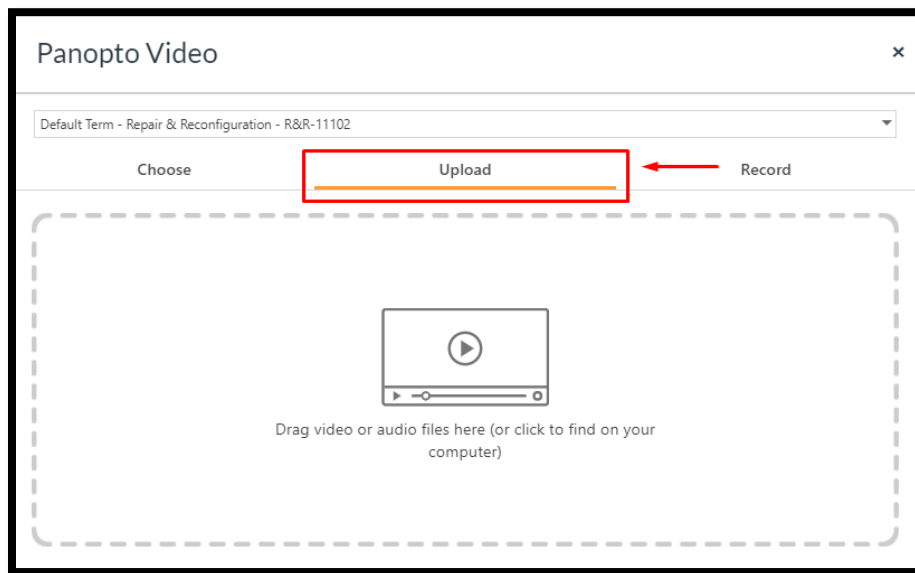 Panopto Video
Default Term - Repair & Reconfiguration - R&R-11102
Choose Upload Record
Drag video or audio files here (or click to find on your
computer)